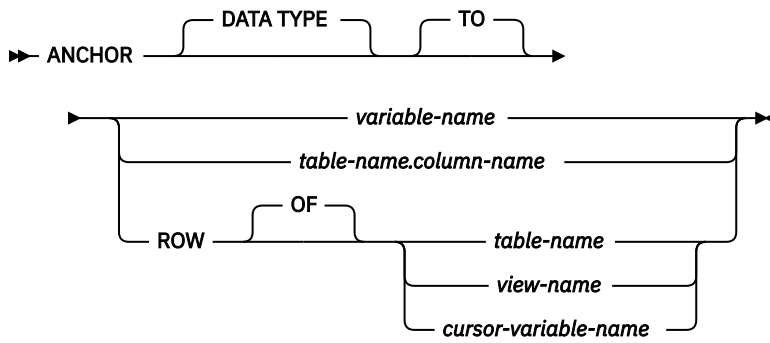 DATA TYPE TO
ANCHOR
variable-name
table-name.column-name
OF
ROW table-name
view-name
cursor-variable-name